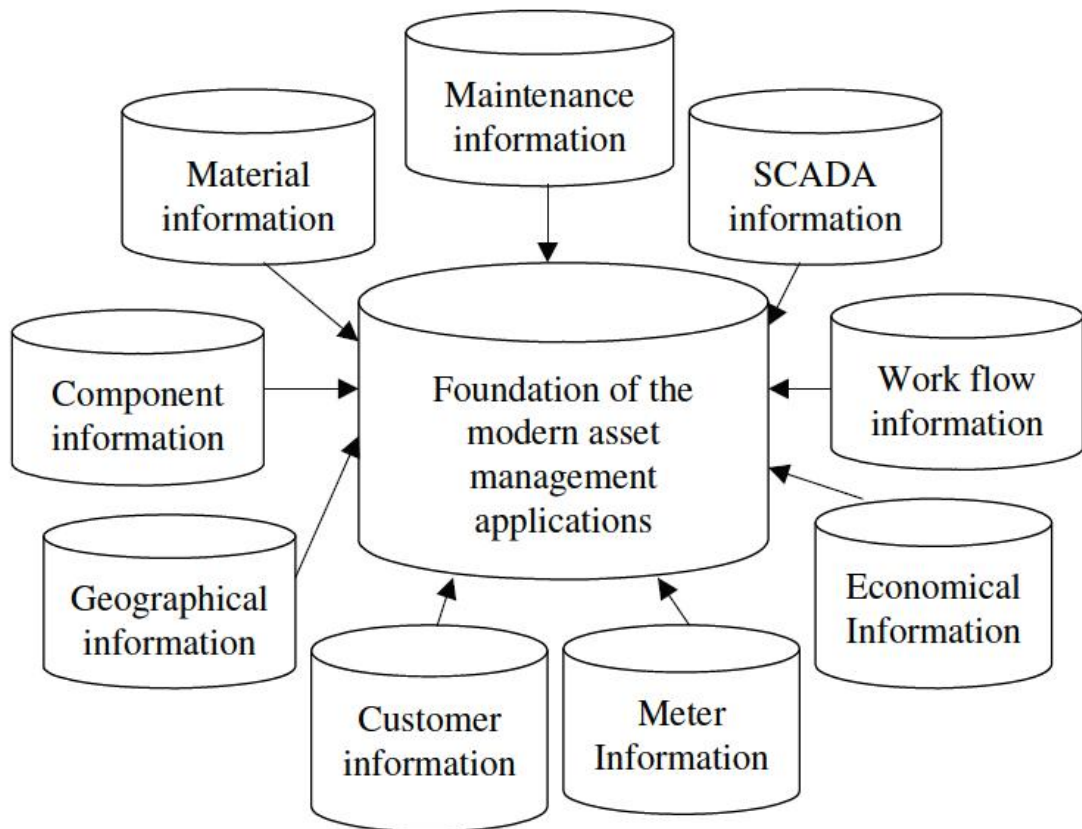 Maintenance
information
Material
information
SCADA
information
Component
information
Foundation of the
modern asset
management
applications
Work flow
information
Geographical
information
Economical
Information
Customer
information
Meter
Information